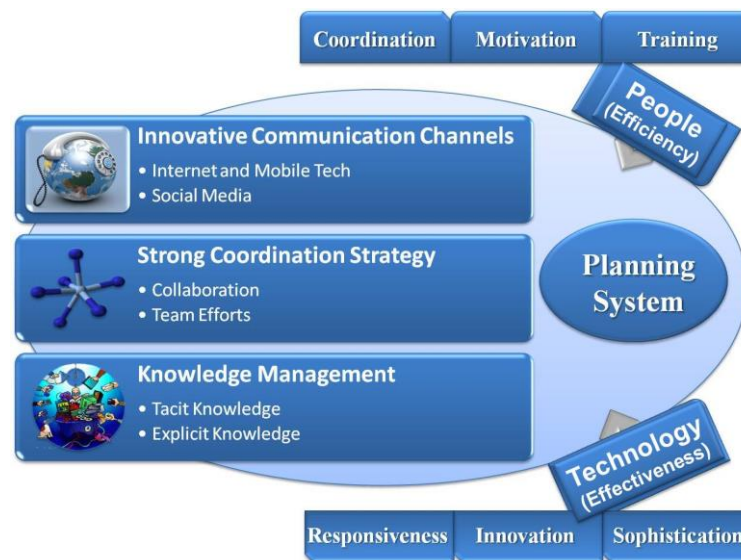 Coordination Motivation Training
People
(Efficiency)
Innovative Communication Channels
• Internet and Mobile Tech
• Social Media
Strong Coordination Strategy
• Collaboration
• Team Efforts
Planning
System
Knowledge Management
• Tacit Knowledge
• Explicit Knowledge
Technology
(Effectiveness)
Responsiveness Innovation Sophistication